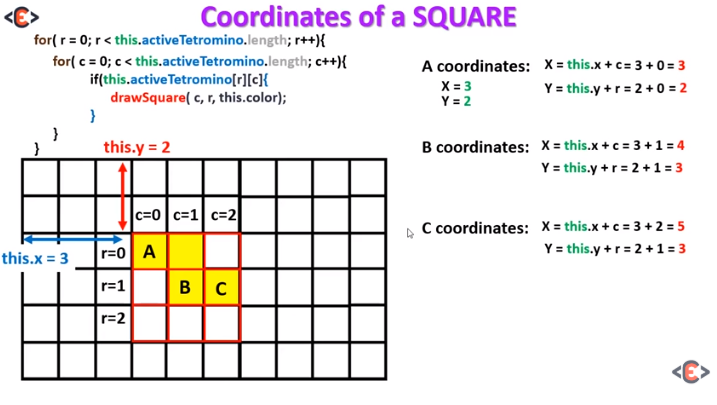 Coordinates of a SQUARE
<E>
for( r = 0; r < this.activeTetromino.length; r++){
for( c = 0; c < this.activeTetromino.length; c++){
if(this.activeTetromino[r][c]{
drawSquare( c, r, this.color);
}
}
}
this.y = 2
c=0 c=1 c=2
this.x = 3
r=0 A
r=1 B C
r=2
A coordinates: X = this.x + c = 3 + 0 = 3
X = 3
Y = this.y + r = 2 + 0 = 2
Y = 2
B coordinates: X = this.x + c = 3 + 1 = 4
Y = this.y + r = 2 + 1 = 3
C coordinates: X = this.x + c = 3 + 2 = 5
Y = this.y + r = 2 + 1 = 3
<E>